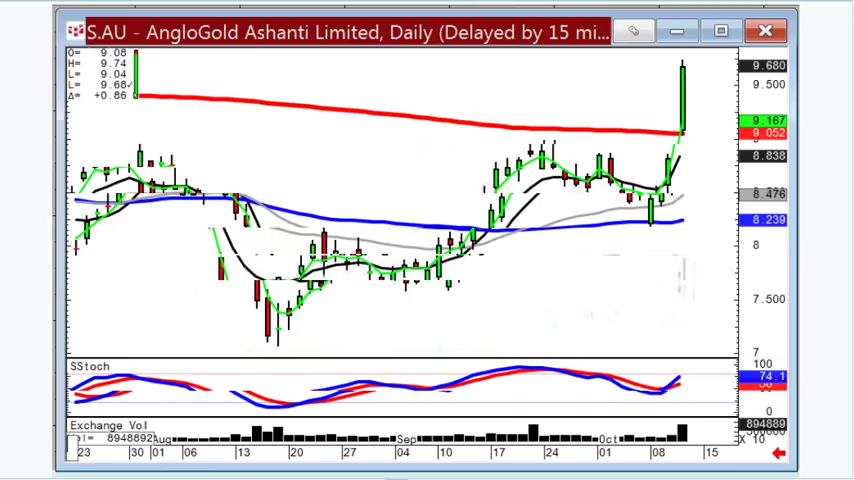 S.AU - AngloGold Ashanti Limited, Daily (Delayed by 15 mi...
O= 9.08
H= 9.74
L= 9.04
L= 9.68✓
Δ= +0.86
9.680
9.500
9.167
9.052
8.838
8.476
8.239
8
7.500
7
SStoch
100
74.1
0
Exchange Vol
Vol= 8948892
894889
X 10
23 30 01 Aug 06 13 20 27 04 Sep 10 17 24 01 Oct 08 15